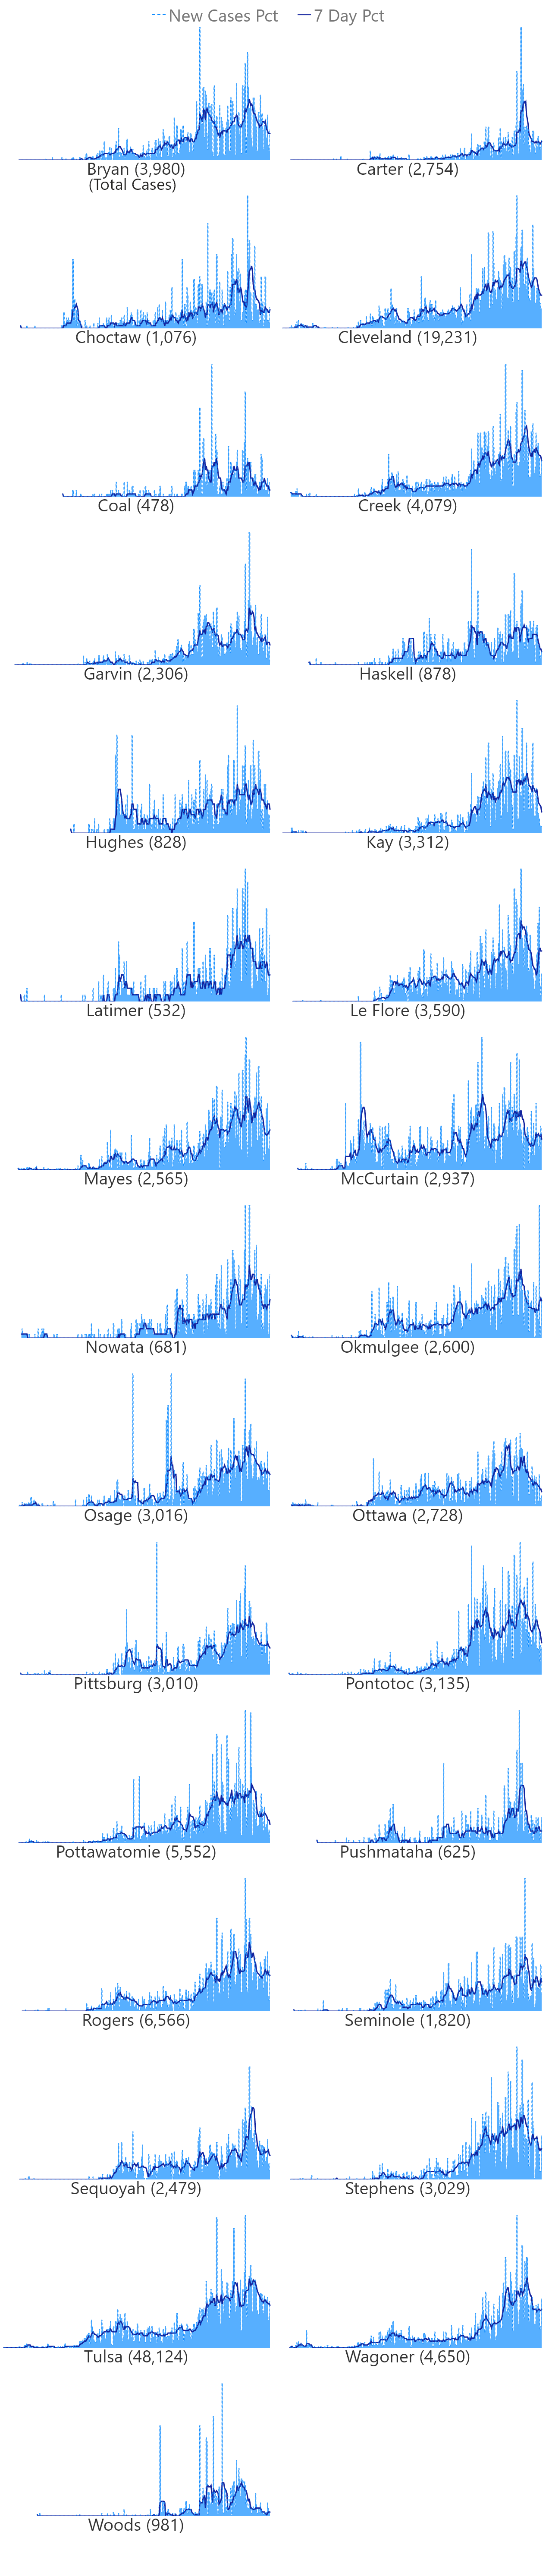 New Cases Pct 7 Day Pct
Bryan (3,980) Carter (2,754)
(Total Cases)
Choctaw (1,076) Cleveland (19,231)
Coal (478) Creek (4,079)
Garvin (2,306) Haskell (878)
Hughes (828) Kay (3,312)
Latimer (532) Le Flore (3,590)
Mayes (2,565) McCurtain (2,937)
Nowata (681) Okmulgee (2,600)
Osage (3,016) Ottawa (2,728)
Pittsburg (3,010) Pontotoc (3,135)
Pottawatomie (5,552) Pushmataha (625)
Rogers (6,566) Seminole (1,820)
Sequoyah (2,479) Stephens (3,029)
Tulsa (48,124) Wagoner (4,650)
Woods (981)